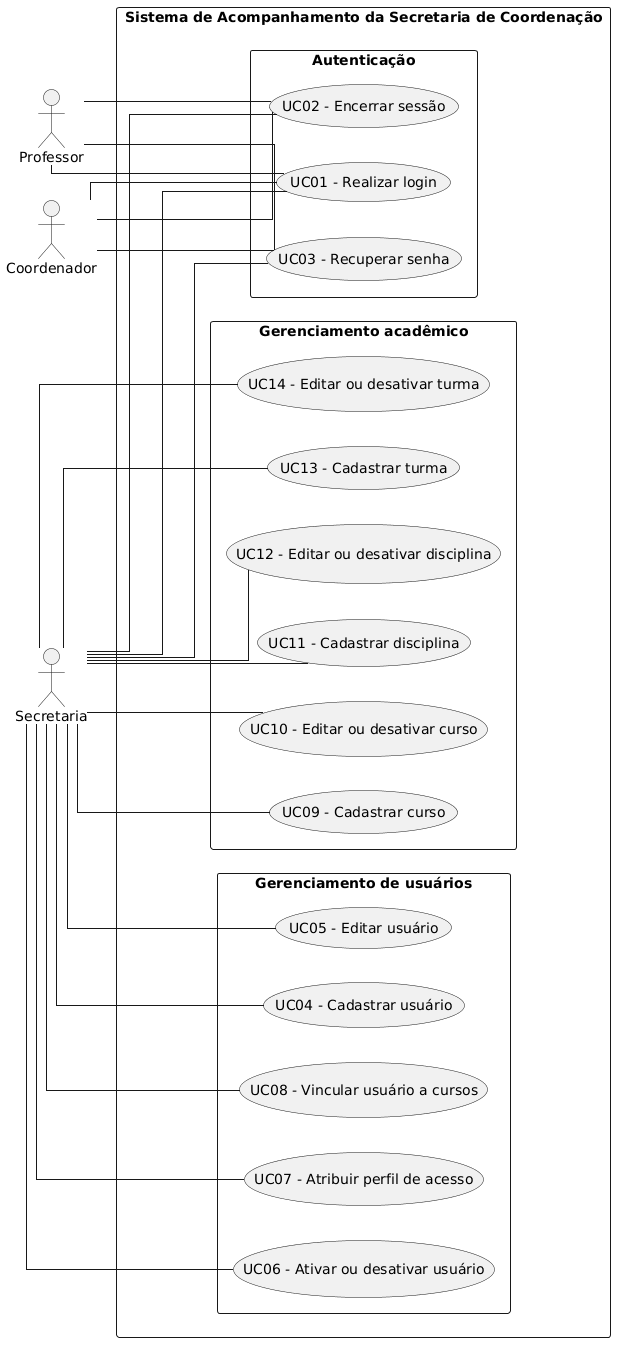 Sistema de Acompanhamento da Secretaria de Coordenação
Autenticação
UC02 - Encerrar sessão
Professor
UC01 - Realizar login
Coordenador
UC03 - Recuperar senha
Gerenciamento acadêmico
UC14 - Editar ou desativar turma
UC13 - Cadastrar turma
UC12 - Editar ou desativar disciplina
UC11 - Cadastrar disciplina
Secretaria
UC10 - Editar ou desativar curso
UC09 - Cadastrar curso
Gerenciamento de usuários
UC05 - Editar usuário
UC04 - Cadastrar usuário
UC08 - Vincular usuário a cursos
UC07 - Atribuir perfil de acesso
UC06 - Ativar ou desativar usuário